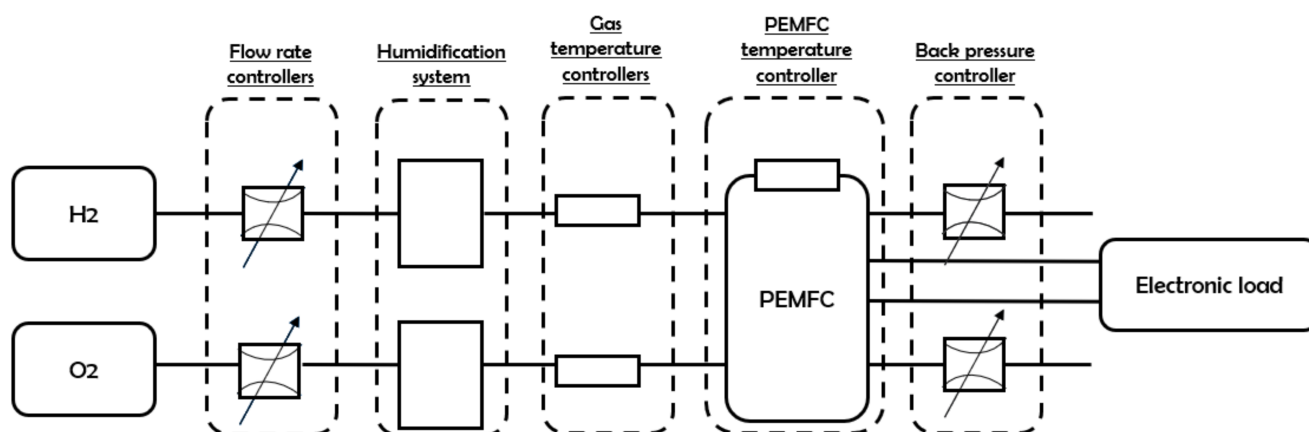 Flow rate
controllers
Humidification
system
Gas
temperature
controllers
PEMFC
temperature
controller
Back pressure
controller
H2
O2
PEMFC
Electronic load